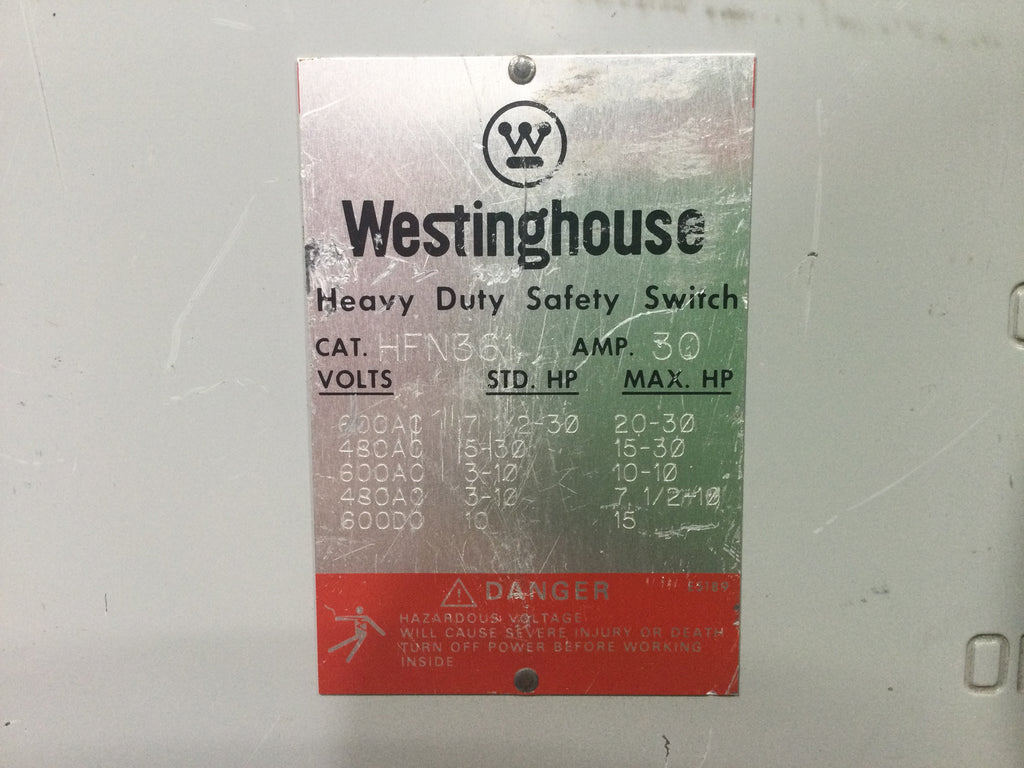 W
Westinghouse
Heavy Duty Safety Switch
CAT. HFN361 AMP. 30
VOLTS STD. HP MAX. HP
600AC 7 1/2-30 20-30
480AC 5-30 15-30
600AC 3-10 10-10
480AC 3-10 7 1/2-10
600DC 10 15
DANGER ES189
HAZARDOUS VOLTAGE
WILL CAUSE SEVERE INJURY OR DEATH
TURN OFF POWER BEFORE WORKING
INSIDE